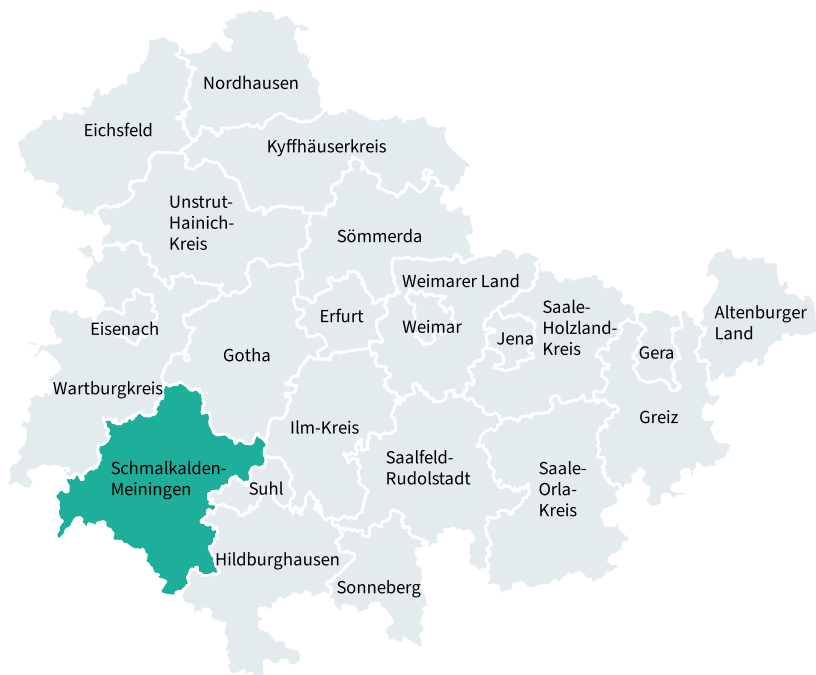 Nordhausen
Eichsfeld
Kyffhäuserkreis
Unstrut-
Hainich-
Kreis
Sömmerda
Weimarer Land
Eisenach
Erfurt
Weimar
Jena
Saale-
Holzland-
Kreis
Gera
Altenburger
Land
Gotha
Wartburgkreis
Greiz
Ilm-Kreis
Schmalkalden-
Meiningen
Suhl
Saalfeld-
Rudolstadt
Saale-
Orla-
Kreis
Hildburghausen
Sonneberg